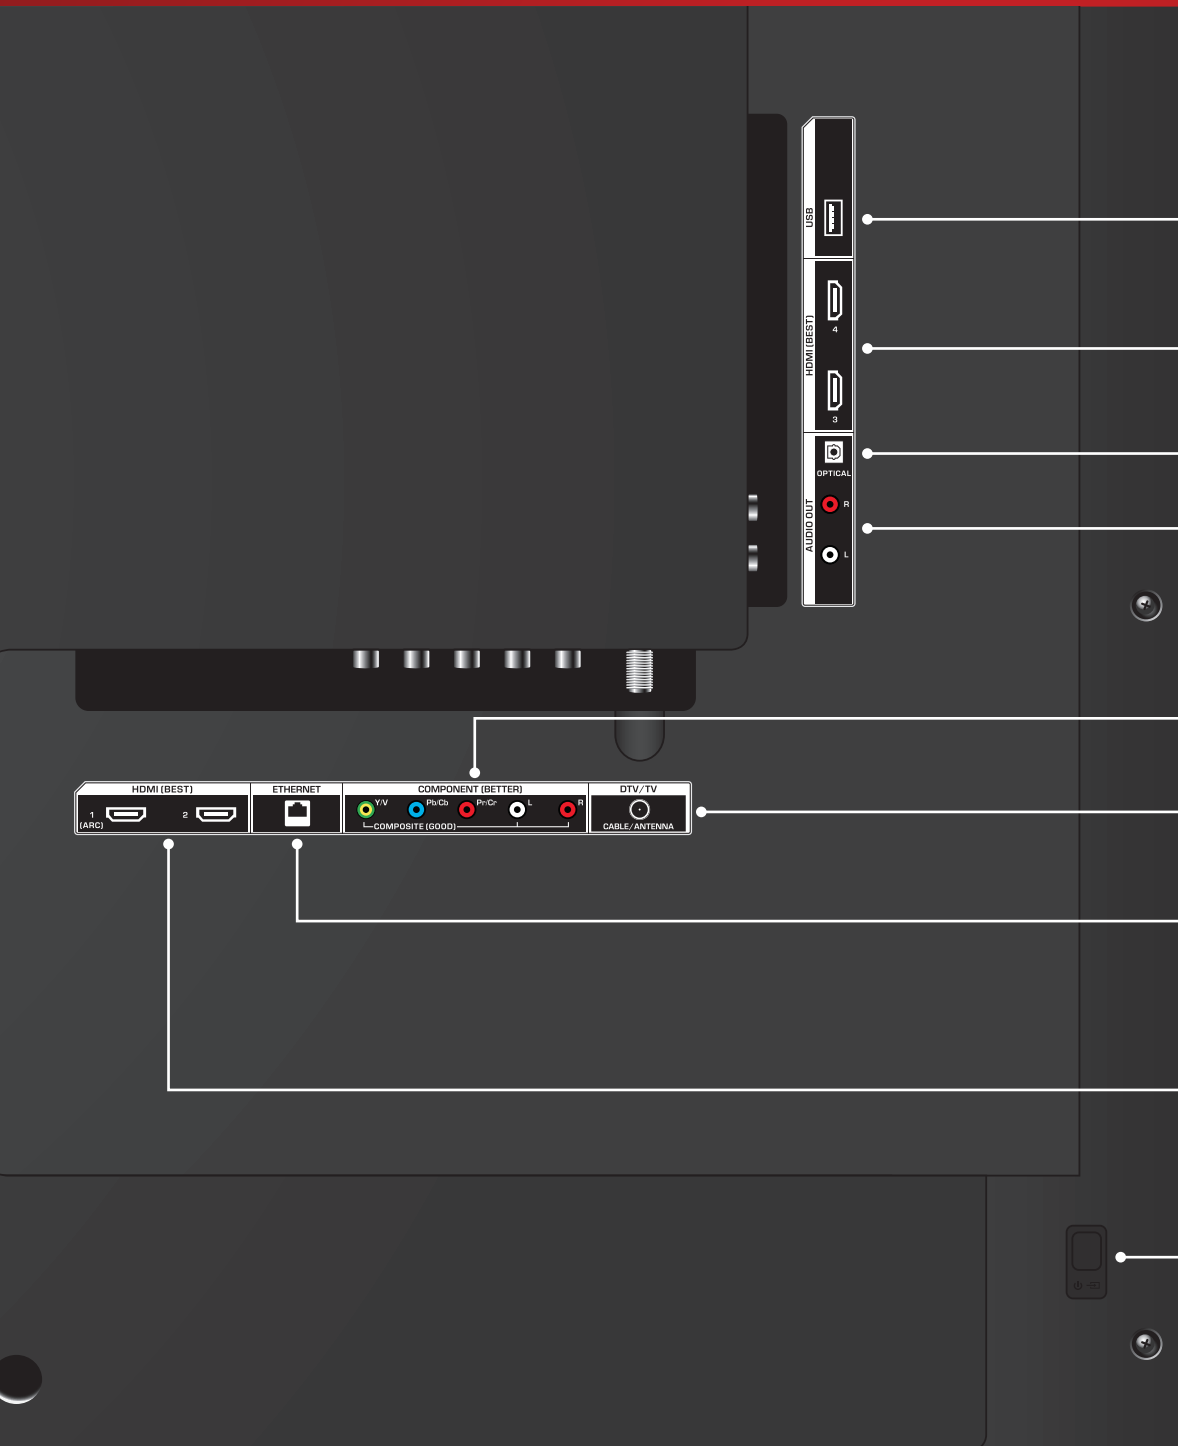 USB
HDMI (BEST)
4
3
OPTICAL
AUDIO OUT
R
L
HDMI (BEST)
1
(ARC)
2
ETHERNET
COMPONENT (BETTER)
Y/V
Pb/Cb
Pr/Cr
L
R
COMPOSITE (GOOD)
DTV/TV
CABLE/ANTENNA